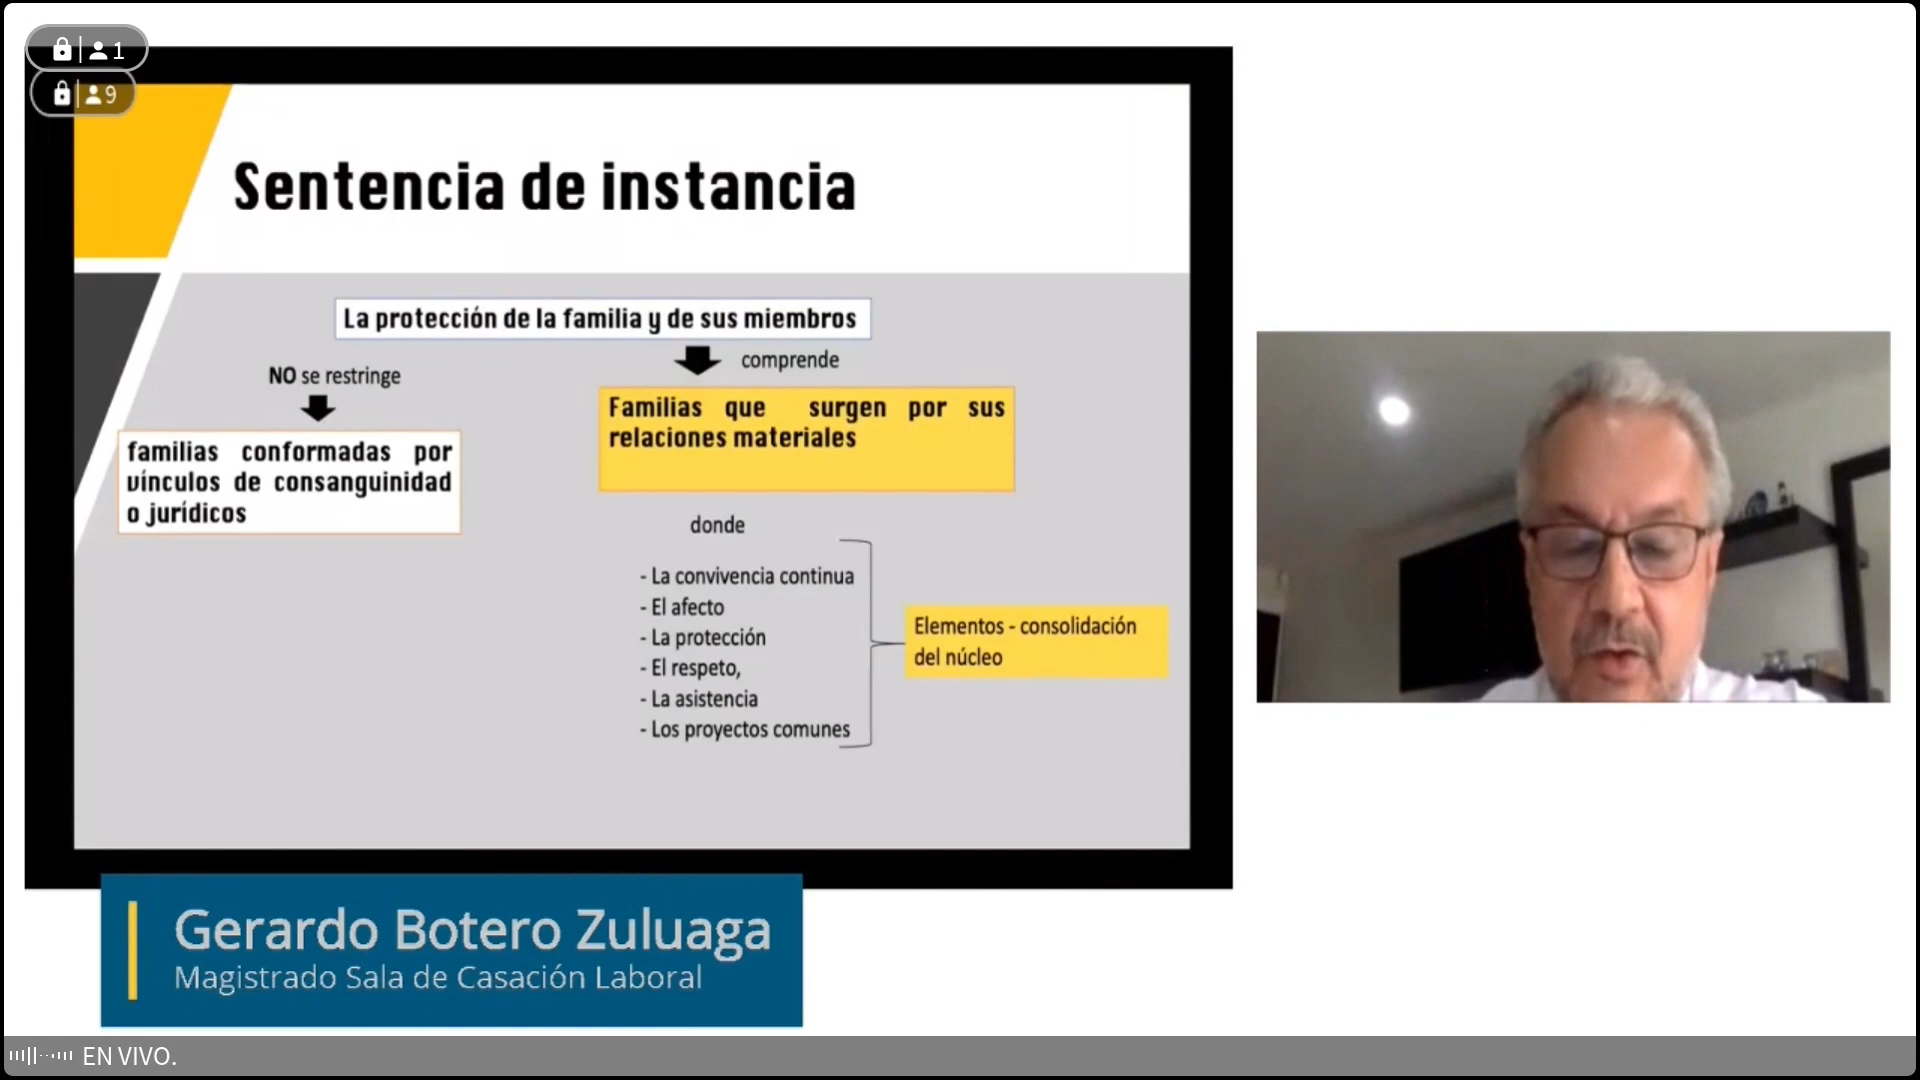 1
9
Sentencia de instancia
La protección de la familia y de sus miembros
NO se restringe
comprende
familias conformadas por
vínculos de consanguinidad
o jurídicos
Familias que surgen por sus
relaciones materiales
donde
- La convivencia continua
- El afecto
- La protección
- El respeto,
- La asistencia
- Los proyectos comunes
Elementos - consolidación
del núcleo
Gerardo Botero Zuluaga
Magistrado Sala de Casación Laboral
EN VIVO.